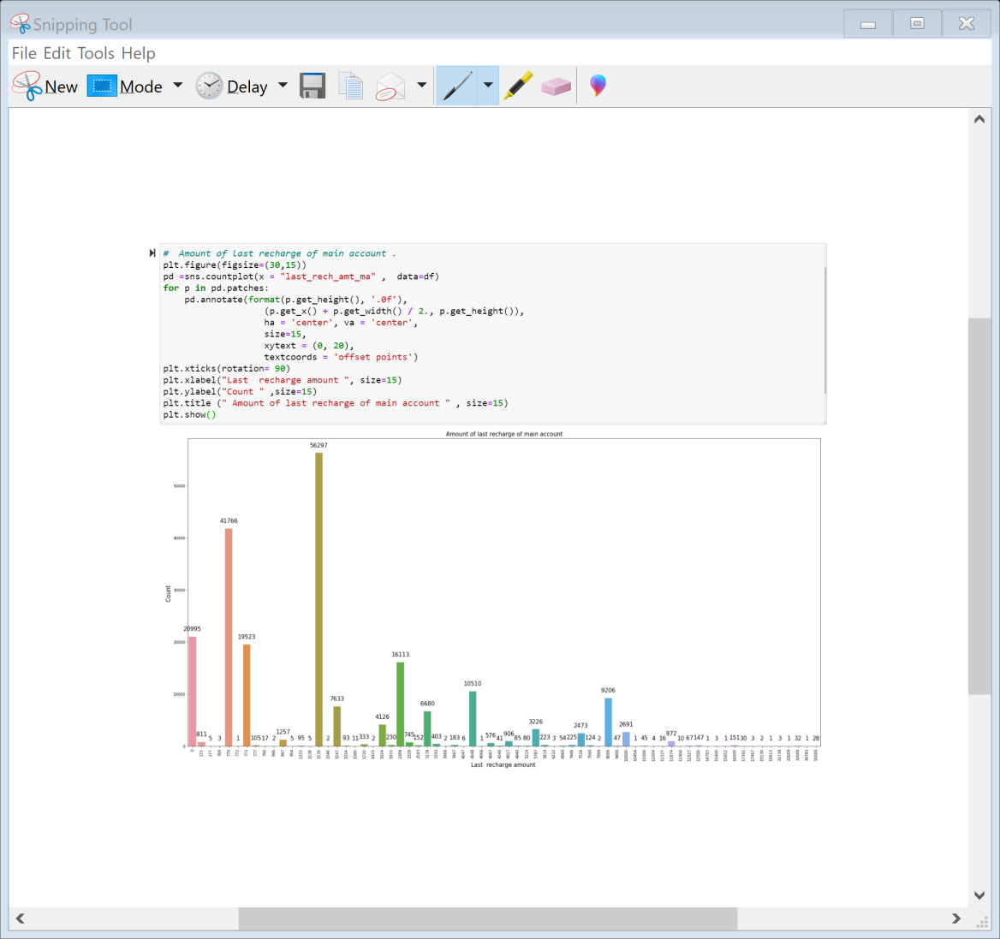 Snipping Tool
File Edit Tools Help
New Mode Delay
#  Amount of Last recharge of main account .
plt.figure(figsize=(30,15))
pd =sns.countplot(x = "last_rech_amt_ma" ,  data=df)
for p in pd.patches:
    pd.annotate(format(p.get_height(), '.0f'),
                   (p.get_x() + p.get_width() / 2., p.get_height()),
                   ha = 'center', va = 'center',
                   size=15,
                   xytext = (0, 20),
                   textcoords = 'offset points')
plt.xticks(rotation= 90)
plt.xlabel("Last  recharge amount ", size=15)
plt.ylabel("Count " ,size=15)
plt.title (" Amount of last recharge of main account " , size=15)
plt.show()
Amount of last recharge of main account
56297
50000
41766
40000
Count
30000
20995
19523
20000
16113
10510
10000
9206
7633
6680
4126
3226
2691
2473
811 5 3 1 105 17 2 1257 5 95 5 2 93 11 333 2 230 745 152 403 2 183 6 1 576 41 906 85 80 223 3 54 225 124 2 47 1 45 4 16 972 10 67 147 1 3 1 151 30 3 2 1 3 1 32 1 28
0
Last  recharge amount